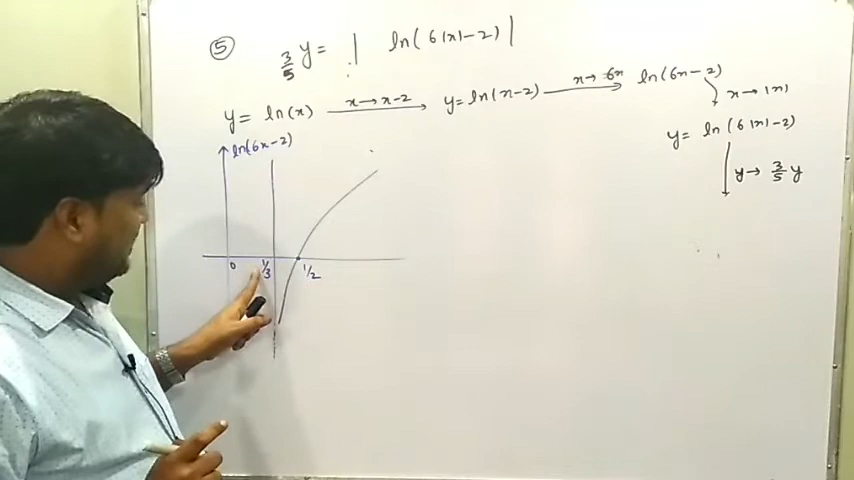 ⑤ 3/5 y = | ln(6|x|-2) |
y = ln(x) x→x-2 y = ln(x-2) x→6x ln(6x-2)
x→|x|
y = ln(6|x|-2)
y→ 3/5 y
ln(6x-2)
0 1/3 1/2